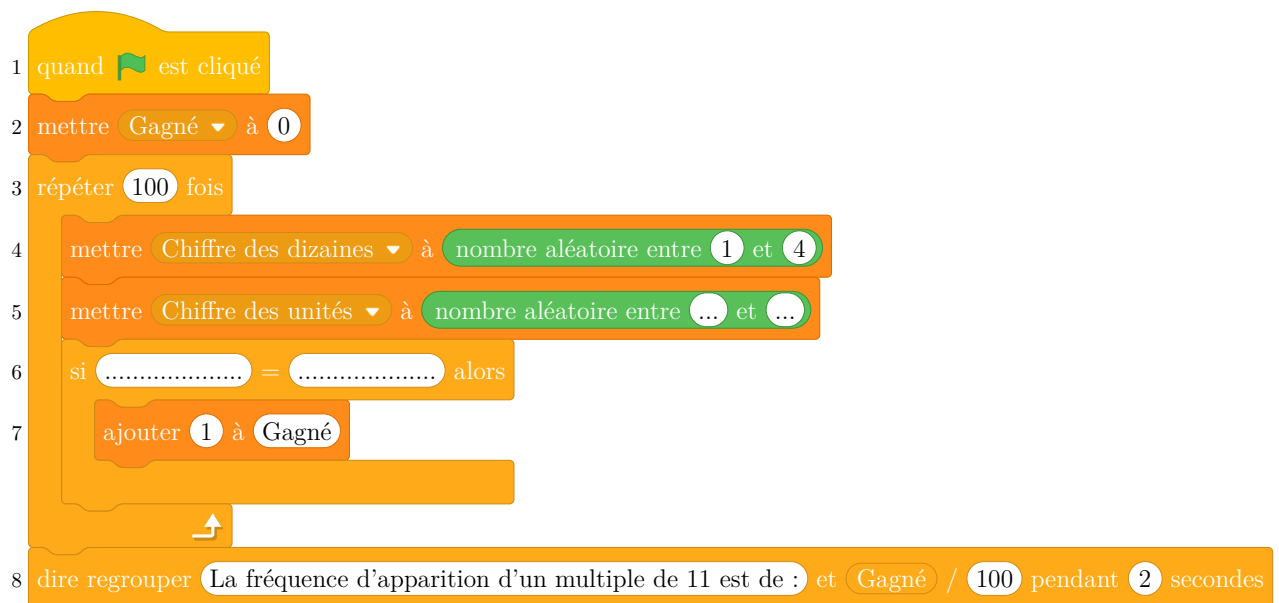 1 quand est cliqué
2 mettre Gagné à 0
3 répéter 100 fois
4 mettre Chiffre des dizaines à nombre aléatoire entre 1 et 4
5 mettre Chiffre des unités à nombre aléatoire entre ... et ...
6 si .................... = .................... alors
7 ajouter 1 à Gagné
8 dire regrouper La fréquence d'apparition d'un multiple de 11 est de : et Gagné / 100 pendant 2 secondes